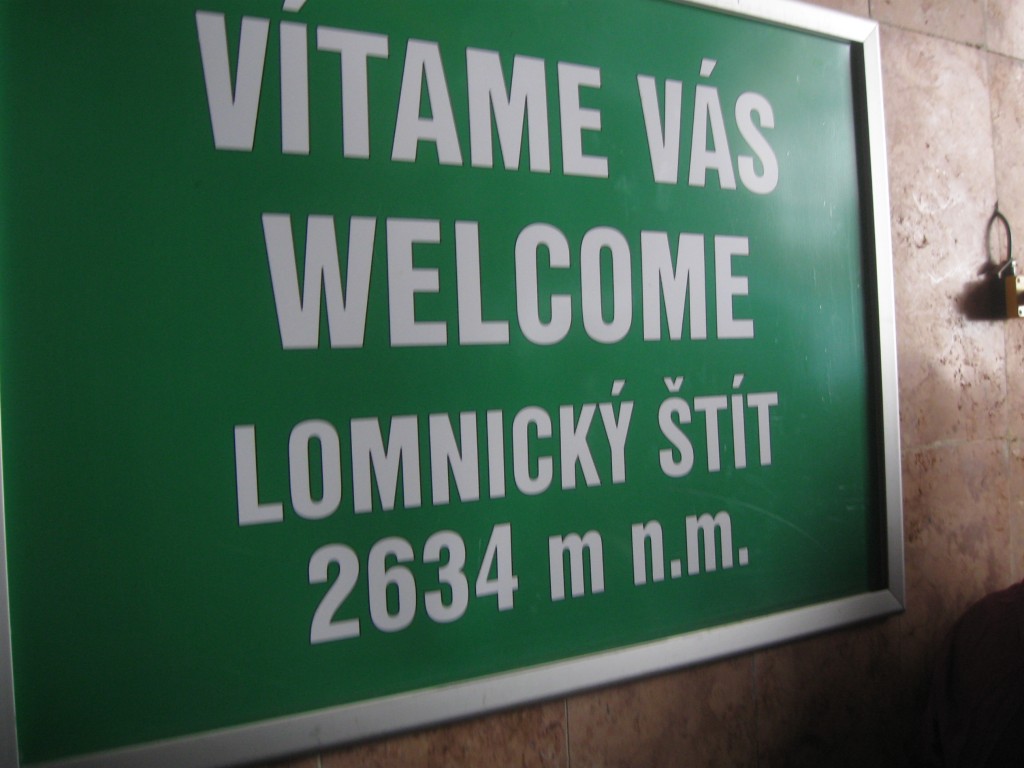 VÍTAME VÁS
WELCOME
LOMNICKÝ ŠTÍT
2634 m n.m.